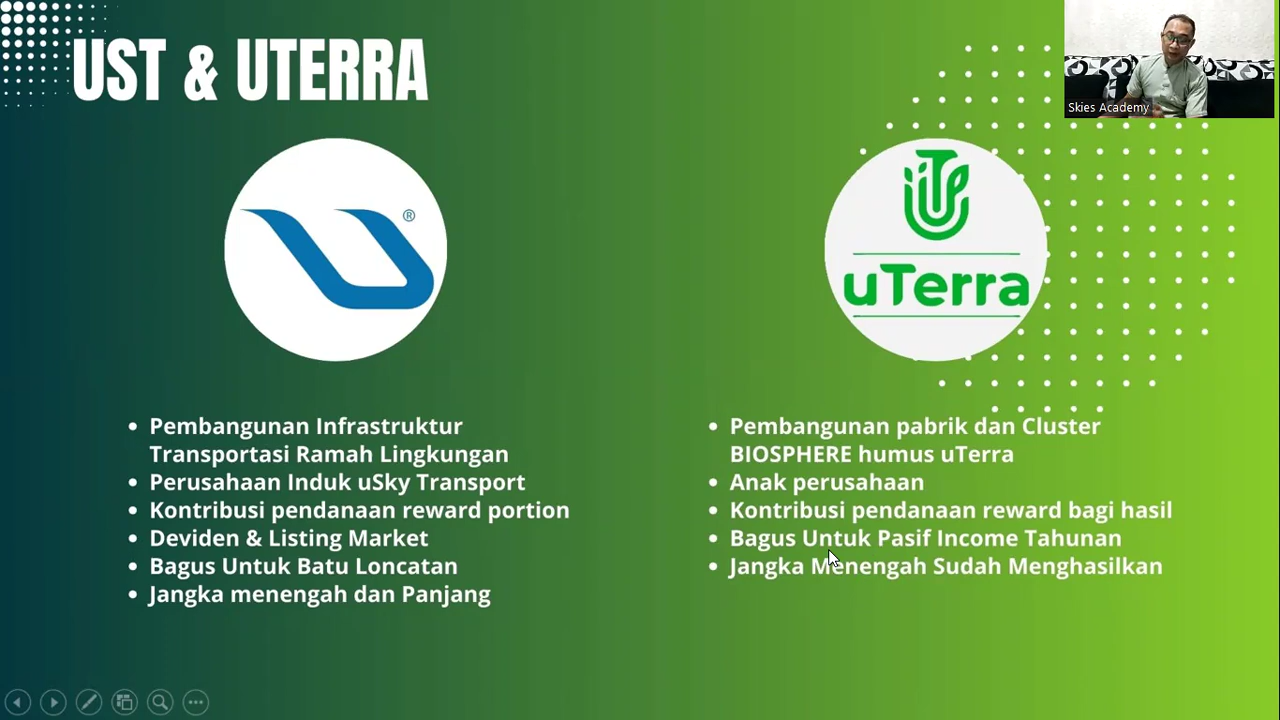 UST & UTERRA
Skies Academy
®
uTerra
Pembangunan Infrastruktur
Transportasi Ramah Lingkungan
Perusahaan Induk uSky Transport
Kontribusi pendanaan reward portion
Deviden & Listing Market
Bagus Untuk Batu Loncatan
Jangka menengah dan Panjang
Pembangunan pabrik dan Cluster
BIOSPHERE humus uTerra
Anak perusahaan
Kontribusi pendanaan reward bagi hasil
Bagus Untuk Pasif Income Tahunan
Jangka Menengah Sudah Menghasilkan